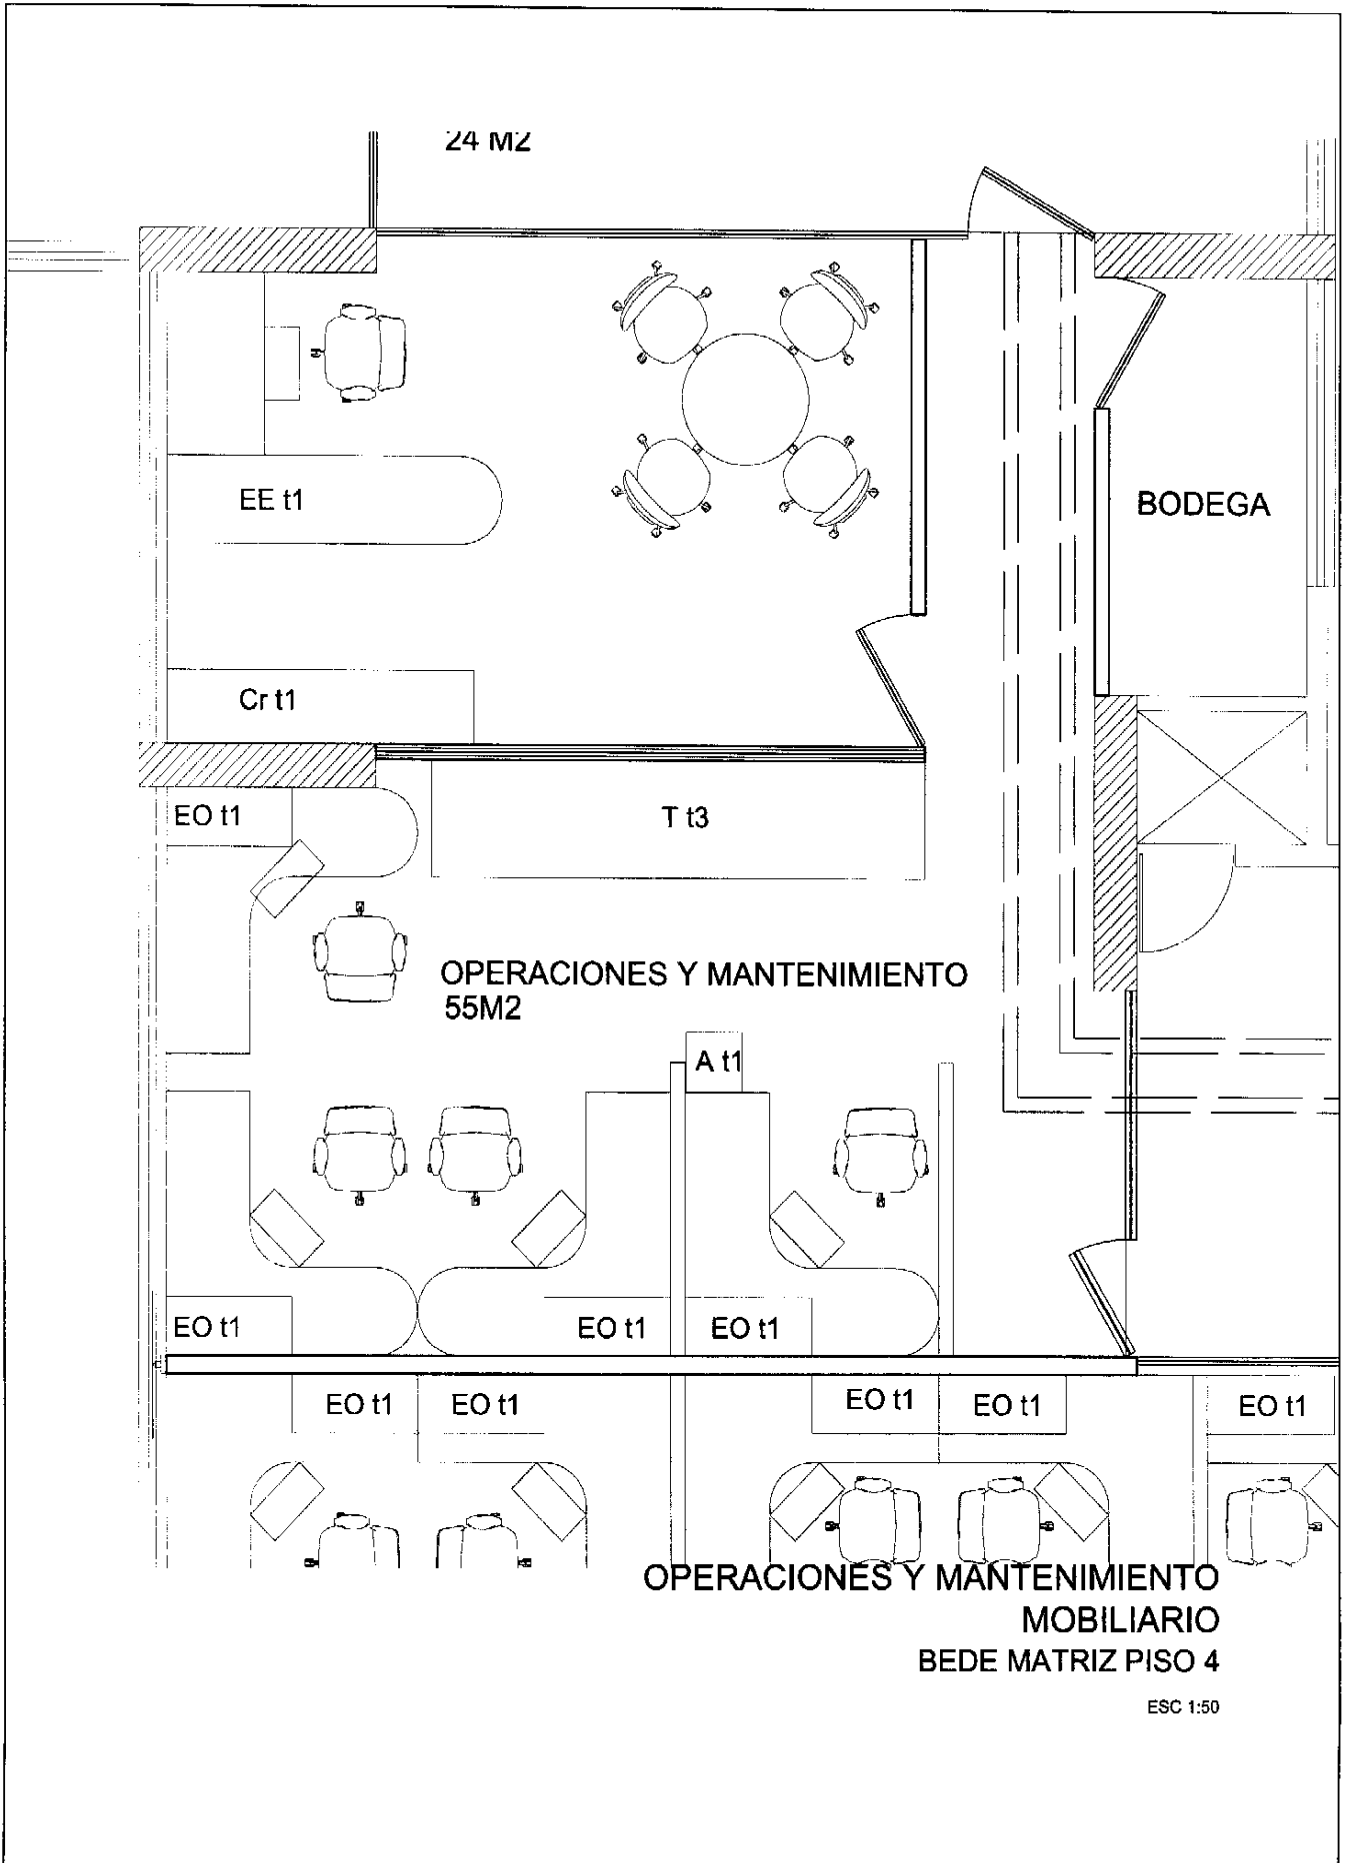 24 M2
EE t1
BODEGA
Cr t1
EO t1
T t3
OPERACIONES Y MANTENIMIENTO
55M2
A t1
EO t1
EO t1
EO t1
EO t1
EO t1
EO t1
EO t1
EO t1
OPERACIONES Y MANTENIMIENTO
MOBILIARIO
BEDE MATRIZ PISO 4
ESC 1:50